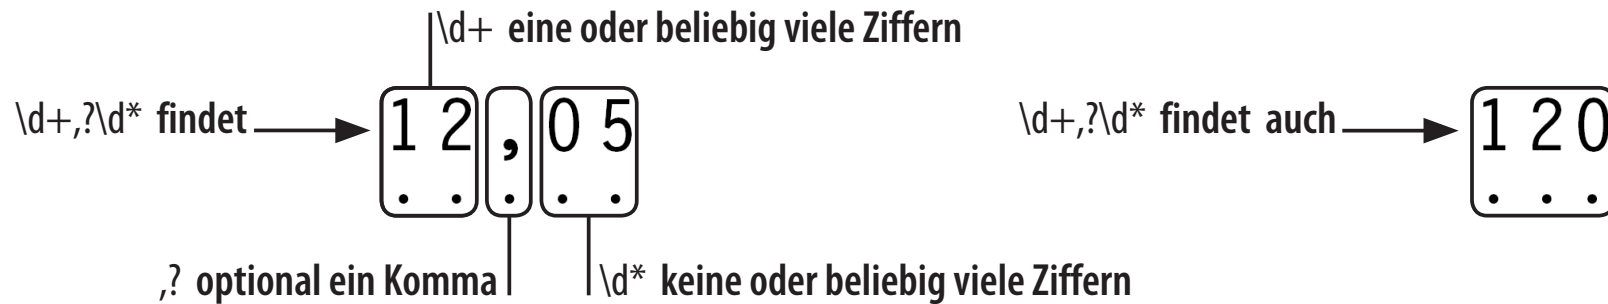 \d+ eine oder beliebig viele Ziffern
\d+,?\d* findet 12,05 \d+,?\d* findet auch 120
,? optional ein Komma \d* keine oder beliebig viele Ziffern